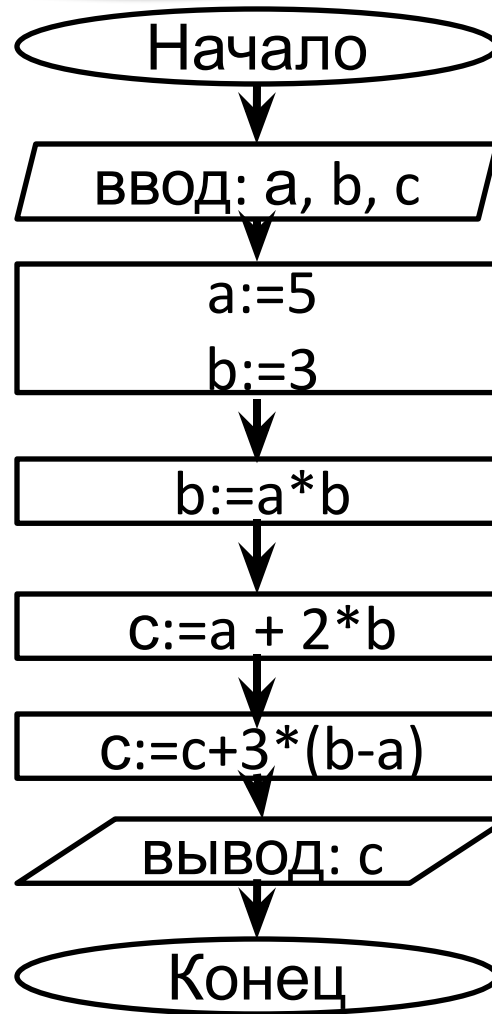 Начало
ввод: a, b, c
a:=5
b:=3
b:=a*b
c:=a + 2*b
c:=c+3*(b-a)
вывод: c
Конец